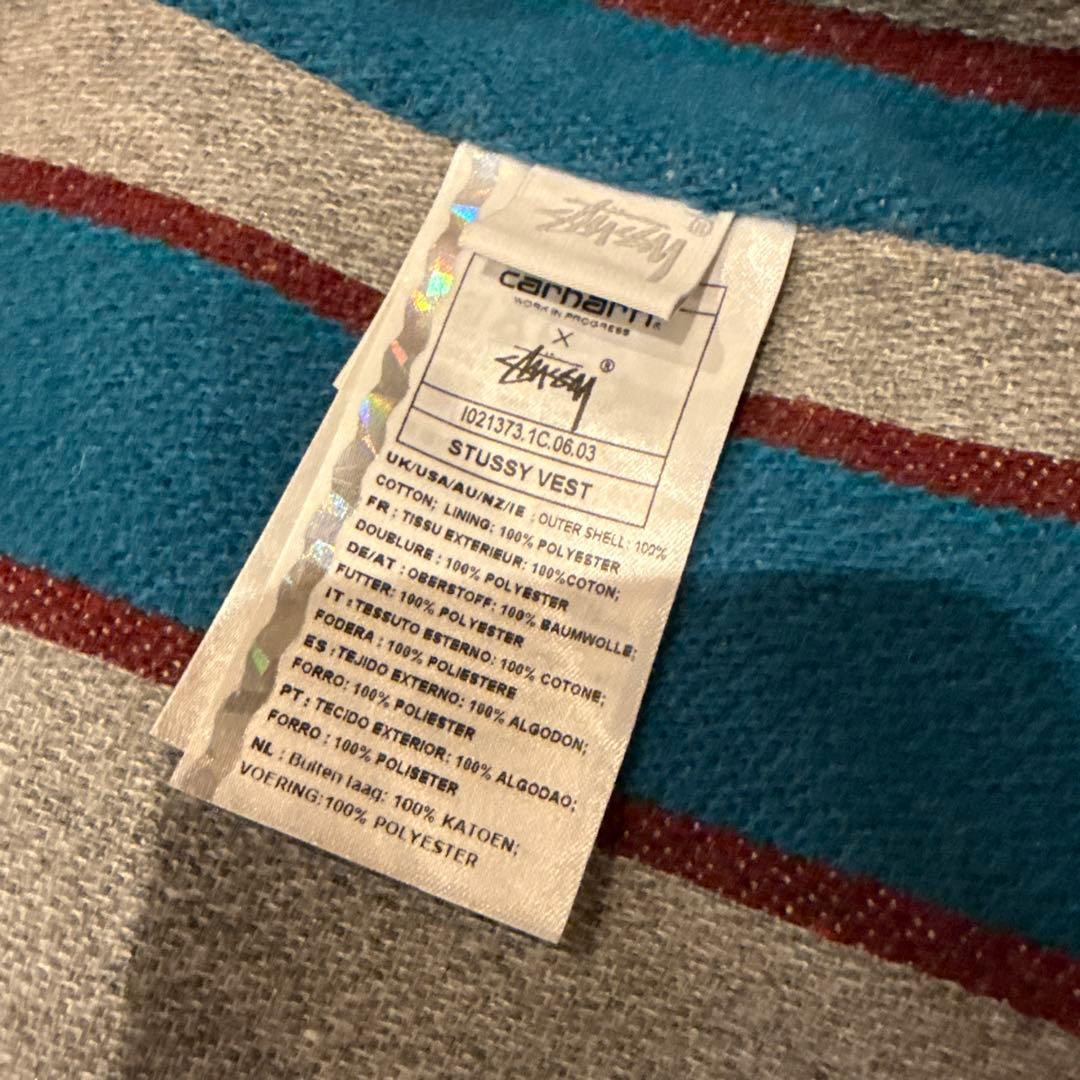 STÜSSY®
carhartt®
WORK IN PROGRESS
X
STÜSSY®
I021373.1C.06.03
STUSSY VEST
UK/USA/AU/NZ/IE : OUTER SHELL: 100%
COTTON; LINING: 100% POLYESTER
FR : TISSU EXTERIEUR: 100%COTON;
DOUBLURE : 100% POLYESTER
DE/AT : OBERSTOFF: 100% BAUMWOLLE;
FUTTER: 100% POLYESTER
IT : TESSUTO ESTERNO: 100% COTONE;
FODERA : 100% POLIESTERE
ES : TEJIDO EXTERNO: 100% ALGODON;
FORRO: 100% POLIESTER
PT : TECIDO EXTERIOR: 100% ALGODAO;
FORRO : 100% POLISETER
NL : Buiten laag: 100% KATOEN;
VOERING:100% POLYESTER